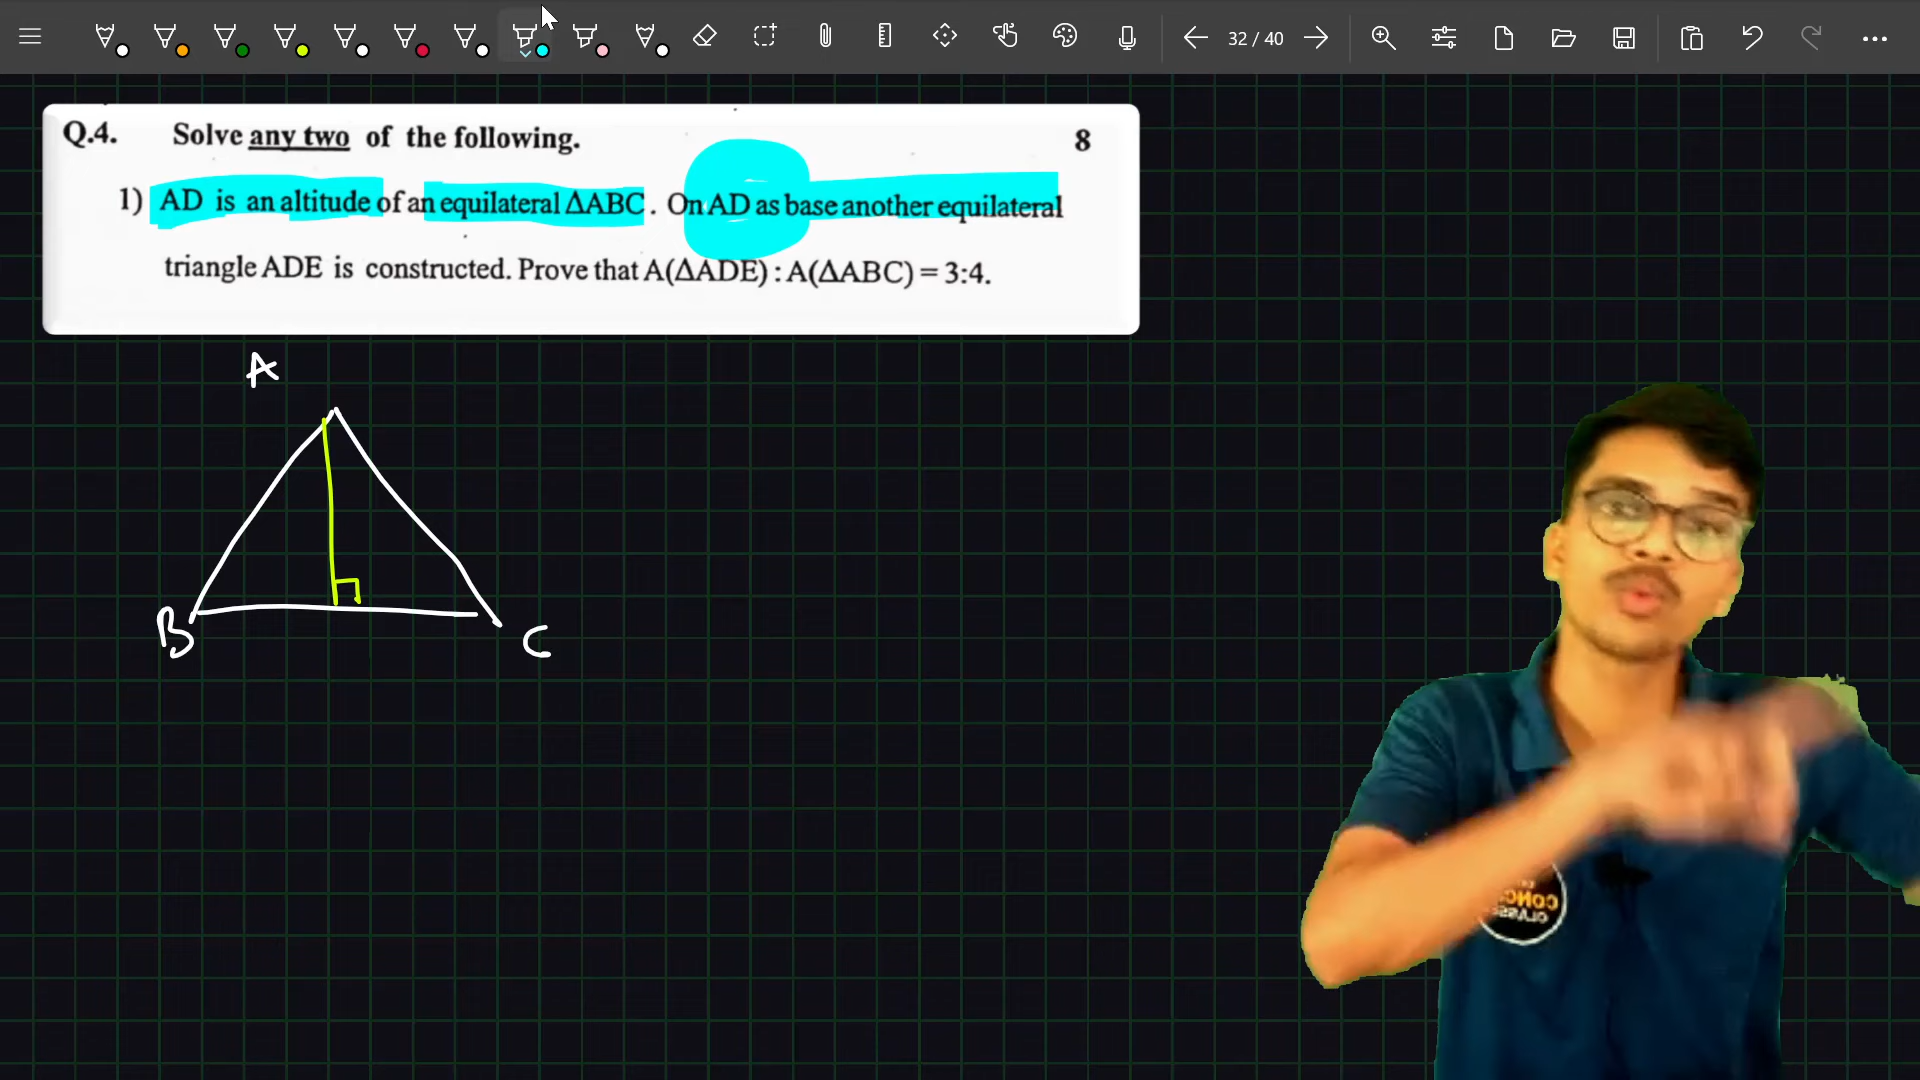 32 / 40
Q.4. Solve any two of the following. 8
1) AD is an altitude of an equilateral ΔABC. On AD as base another equilateral
triangle ADE is constructed. Prove that A(ΔADE) : A(ΔABC) = 3:4.
A
B
C